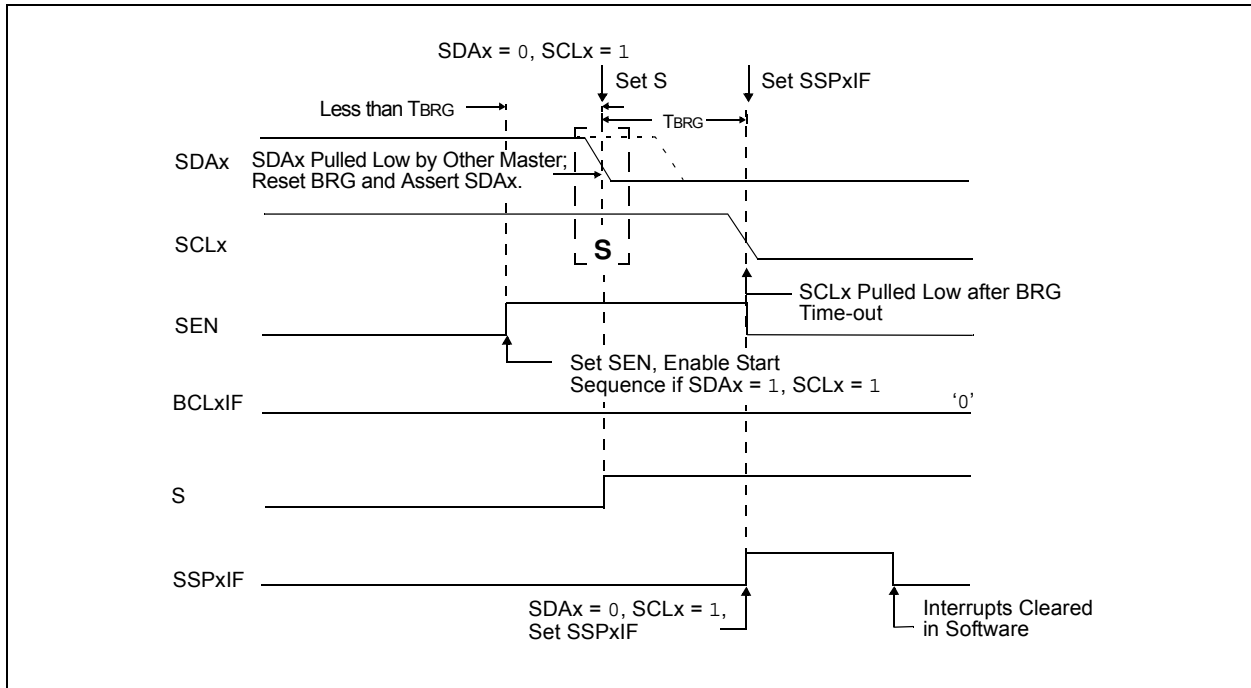 SDAx = 0, SCLx = 1
Set S
Set SSPxIF
Less than TBRG
TBRG
SDAx
SDAx Pulled Low by Other Master;
Reset BRG and Assert SDAx.
SCLx
S
SCLx Pulled Low after BRG
Time-out
SEN
Set SEN, Enable Start
Sequence if SDAx = 1, SCLx = 1
BCLxIF
‘0’
S
SSPxIF
SDAx = 0, SCLx = 1,
Set SSPxIF
Interrupts Cleared
in Software